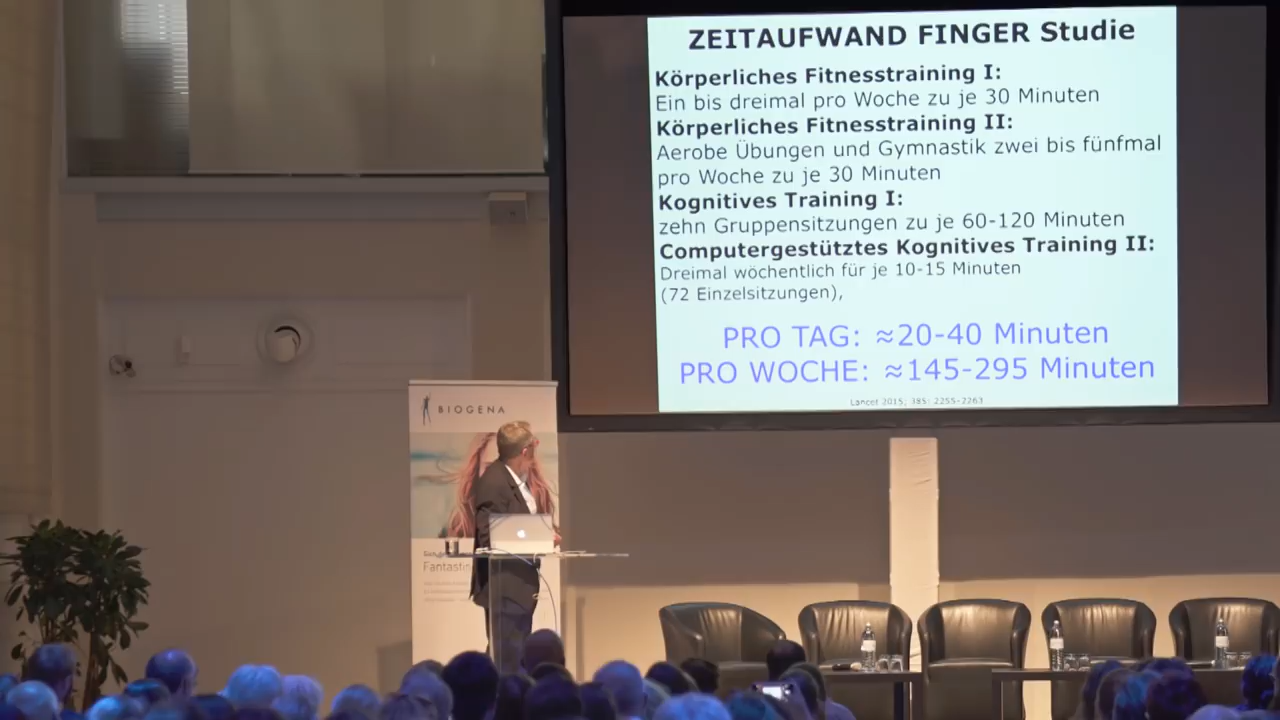 ZEITAUFWAND FINGER Studie
Körperliches Fitnesstraining I:
Ein bis dreimal pro Woche zu je 30 Minuten
Körperliches Fitnesstraining II:
Aerobe Übungen und Gymnastik zwei bis fünfmal
pro Woche zu je 30 Minuten
Kognitives Training I:
zehn Gruppensitzungen zu je 60-120 Minuten
Computergestütztes Kognitives Training II:
Dreimal wöchentlich für je 10-15 Minuten
(72 Einzelsitzungen),
PRO TAG: ≈20-40 Minuten
PRO WOCHE: ≈145-295 Minuten
Lancet 2015; 385: 2255-2263
BIOGENA